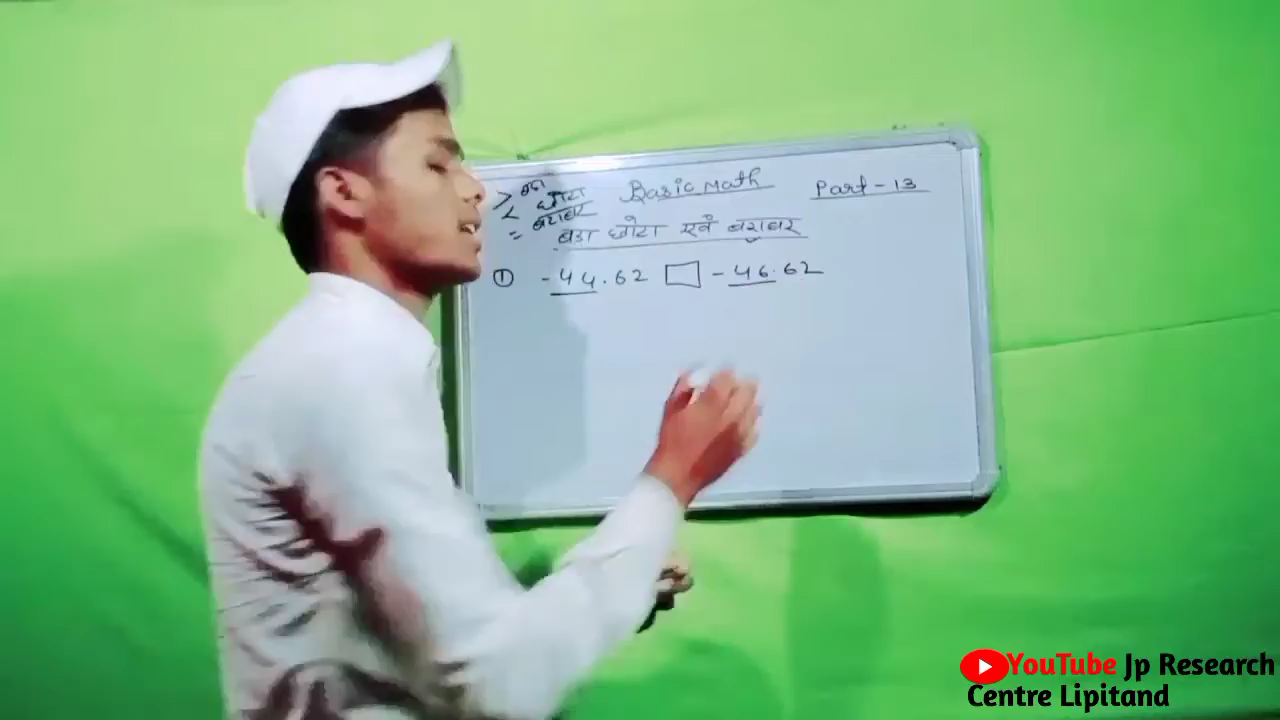 > बड़ा
< छोटा
= बराबर
Basic Math Part - 13
बड़ा छोटा एवं बराबर
① - 44.62 □ - 46.62
YouTube Jp Research
Centre Lipitand